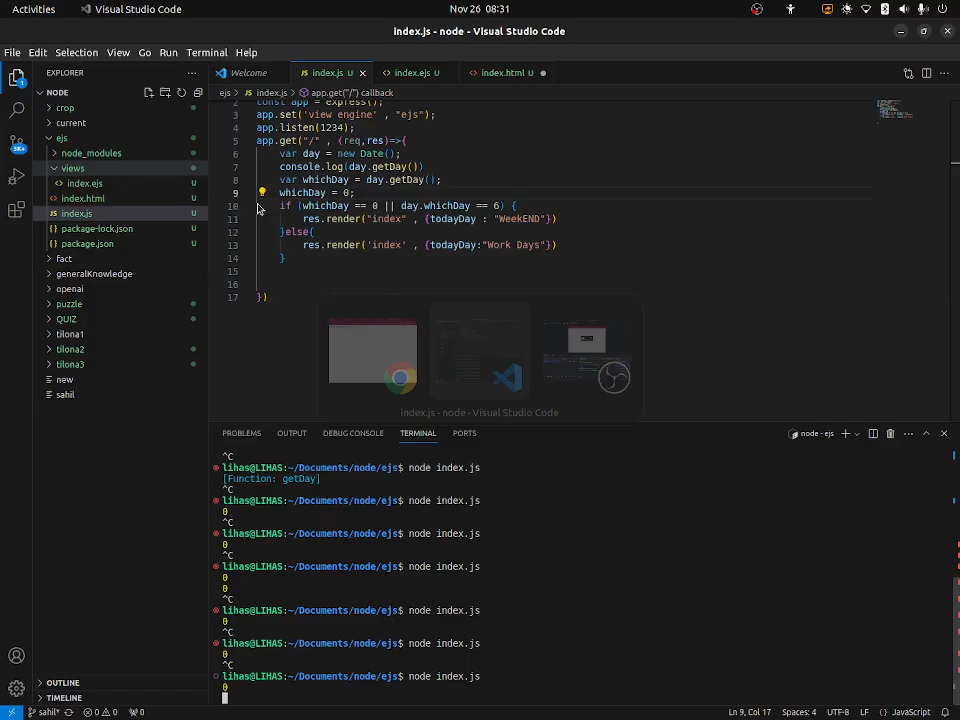 Activities
Visual Studio Code
Nov 26 08:31
index.js - node - Visual Studio Code
File Edit Selection View Go Run Terminal Help
EXPLORER
Welcome
index.js U
index.ejs U
index.html U
ejs > index.js > app.get("/") callback
NODE
crop
current
ejs
node_modules
views U
index.ejs U
index.html U
index.js U
package-lock.json U
package.json U
fact
generalKnowledge
openai
puzzle
QUIZ
tilona1
tilona2
tilona3
new
sahil
2 const app = express();
3 app.set('view engine' , "ejs");
4 app.listen(1234);
5 app.get("/" , (req,res)=>{
6 var day = new Date();
7 console.log(day.getDay())
8 var whichDay = day.getDay();
9 whichDay = 0;
10 if (whichDay == 0 || day.whichDay == 6) {
11 res.render("index" , {todayDay : "WeekEND"})
12 }else{
13 res.render('index' , {todayDay:"Work Days"})
14 }
15
16
17 })
index.js - node - Visual Studio Code
PROBLEMS OUTPUT DEBUG CONSOLE TERMINAL PORTS
node - ejs
^C
lihas@LIHAS:~/Documents/node/ejs$ node index.js
[Function: getDay]
^C
lihas@LIHAS:~/Documents/node/ejs$ node index.js
0
^C
lihas@LIHAS:~/Documents/node/ejs$ node index.js
0
^C
lihas@LIHAS:~/Documents/node/ejs$ node index.js
0
0
^C
lihas@LIHAS:~/Documents/node/ejs$ node index.js
0
^C
lihas@LIHAS:~/Documents/node/ejs$ node index.js
0
^C
lihas@LIHAS:~/Documents/node/ejs$ node index.js
0
OUTLINE
TIMELINE
1
3K+
sahil*
0 0
0
Ln 9, Col 17
Spaces: 4
UTF-8
LF
{} JavaScript